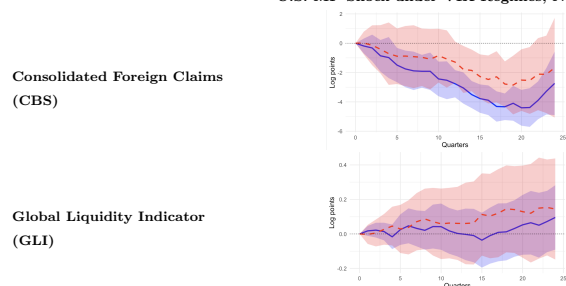 Consolidated Foreign Claims
(CBS)
2
0
-2
-4
-6
Log points
0 5 10 15 20 25
Quarters
Global Liquidity Indicator
(GLI)
0.4
0.2
0.0
-0.2
Log points
0 5 10 15 20 25